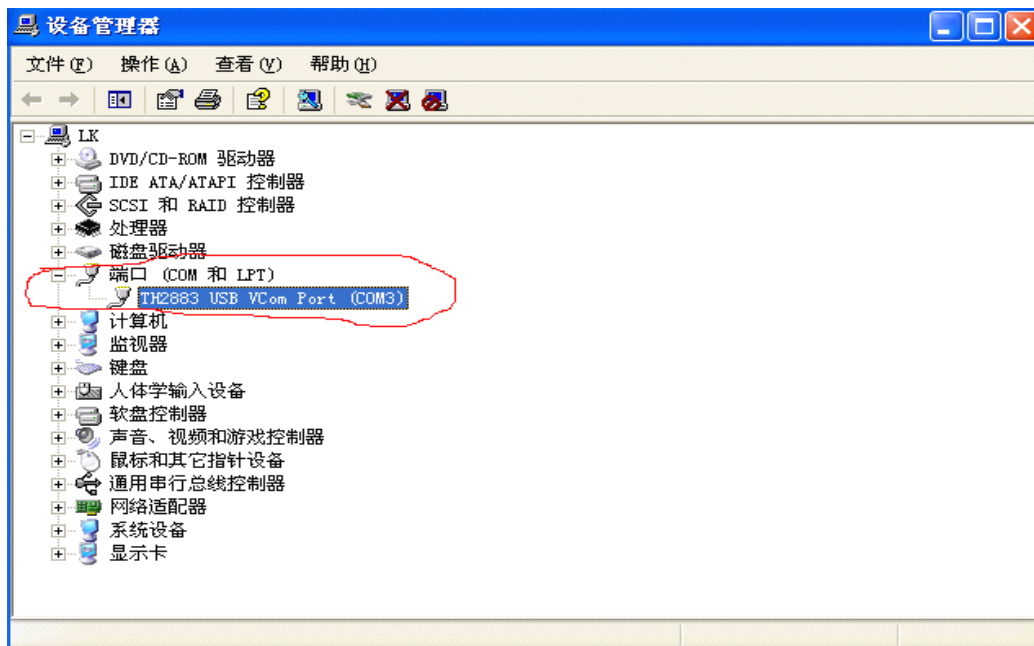 设备管理器
文件(F) 操作(A) 查看(V) 帮助(H)
LK
DVD/CD-ROM 驱动器
IDE ATA/ATAPI 控制器
SCSI 和 RAID 控制器
处理器
磁盘驱动器
端口 (COM 和 LPT)
TH2883 USB VCom Port (COM3)
计算机
监视器
键盘
人体学输入设备
软盘控制器
声音、视频和游戏控制器
鼠标和其它指针设备
通用串行总线控制器
网络适配器
系统设备
显示卡